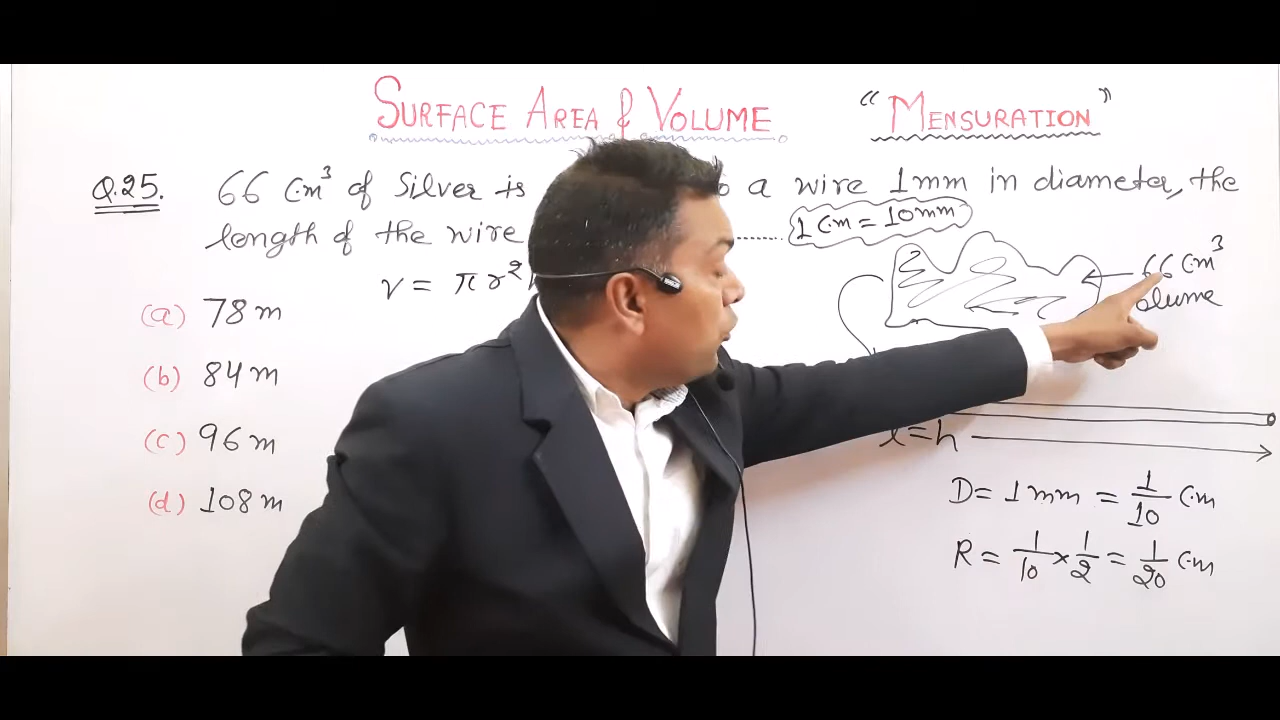 SURFACE AREA & VOLUME "MENSURATION"
Q.25. 66 cm³ of Silver is a wire 1mm in diameter, the
length of the wire ........ 1 cm = 10mm
v = πr²
66 cm³
(a) 78 m
(b) 84 m
(c) 96 m
(d) 108 m
l = h
D = 1 mm = 1/10 cm
R = 1/10 × 1/2 = 1/20 cm